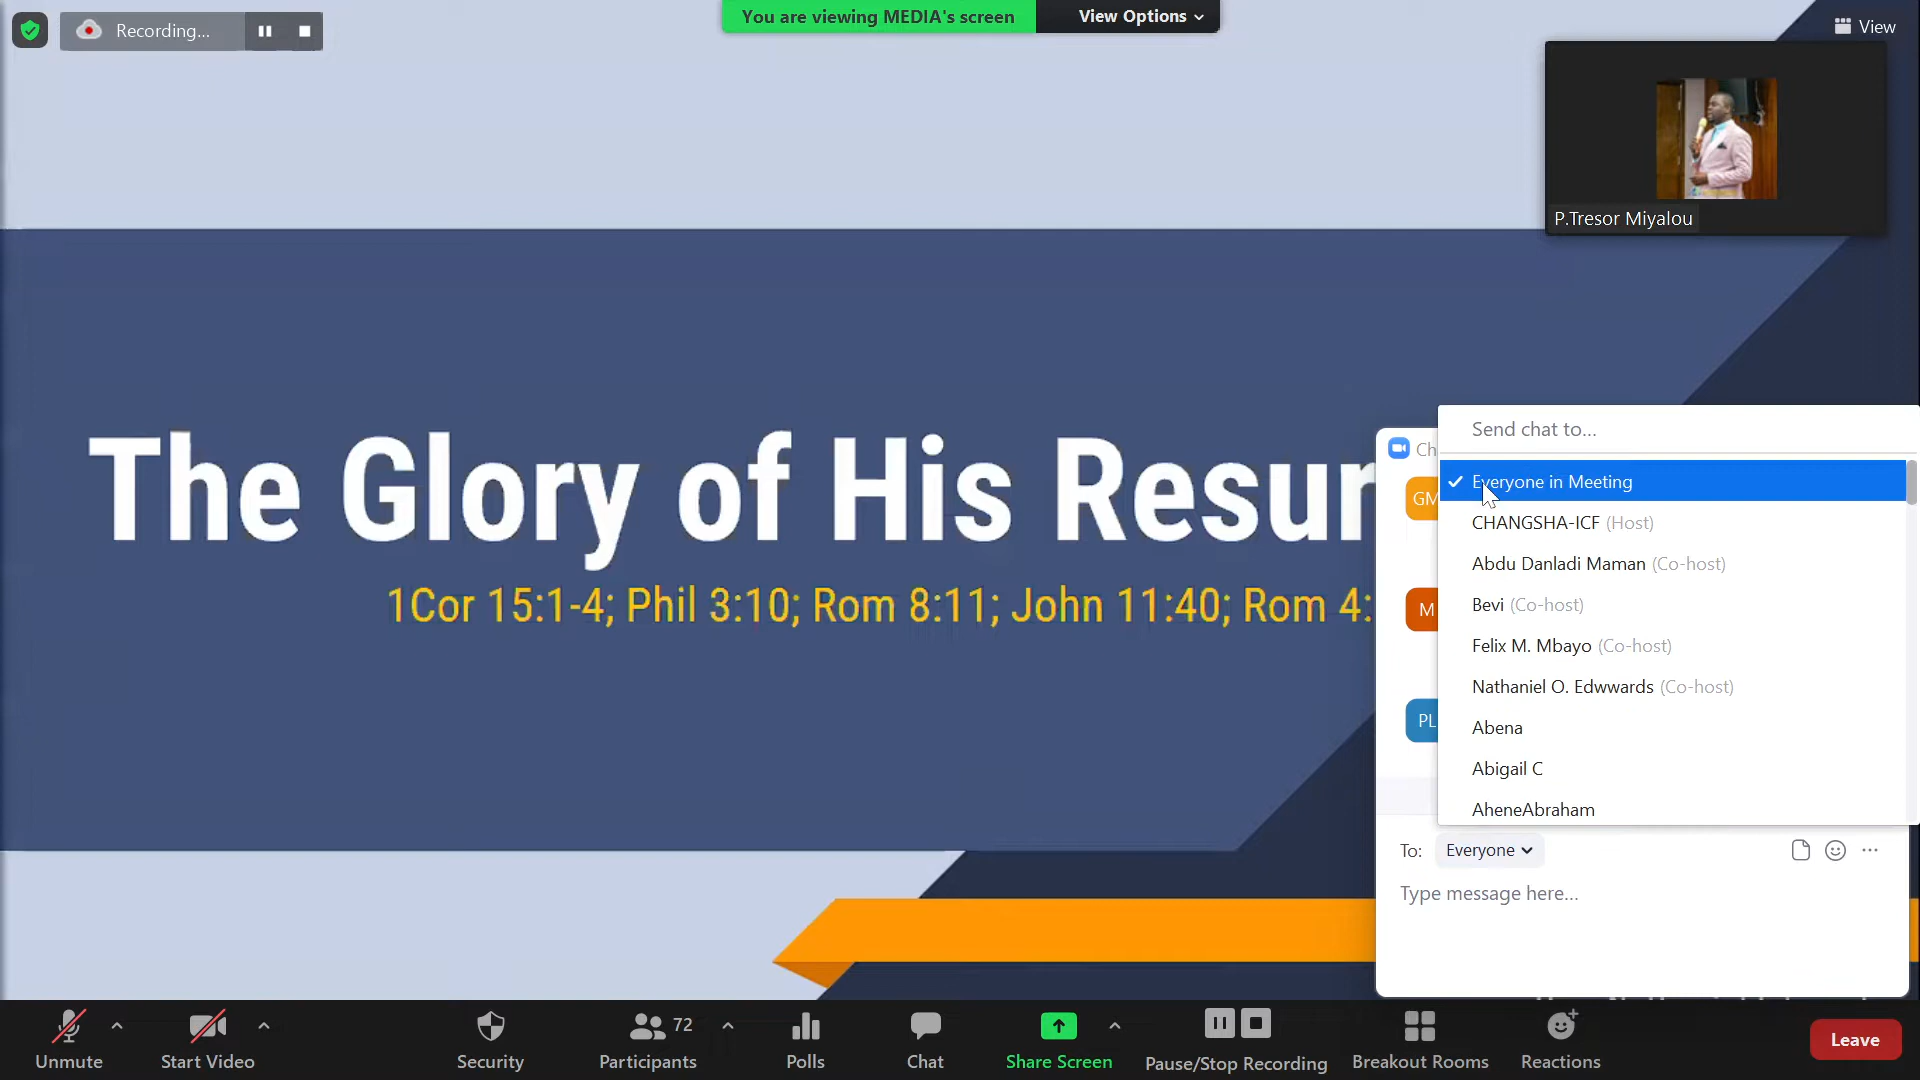 Recording...
You are viewing MEDIA's screen
View Options
View
P.Tresor Miyalou
The Glory of His Resur
1Cor 15:1-4; Phil 3:10; Rom 8:11; John 11:40; Rom 4:
Ch
GM
M
PL
Send chat to...
Everyone in Meeting
CHANGSHA-ICF (Host)
Abdu Danladi Maman (Co-host)
Bevi (Co-host)
Felix M. Mbayo (Co-host)
Nathaniel O. Edwwards (Co-host)
Abena
Abigail C
AheneAbraham
To: Everyone
Type message here...
Unmute
Start Video
Security
Participants 72
Polls
Chat
Share Screen
Pause/Stop Recording
Breakout Rooms
Reactions
Leave